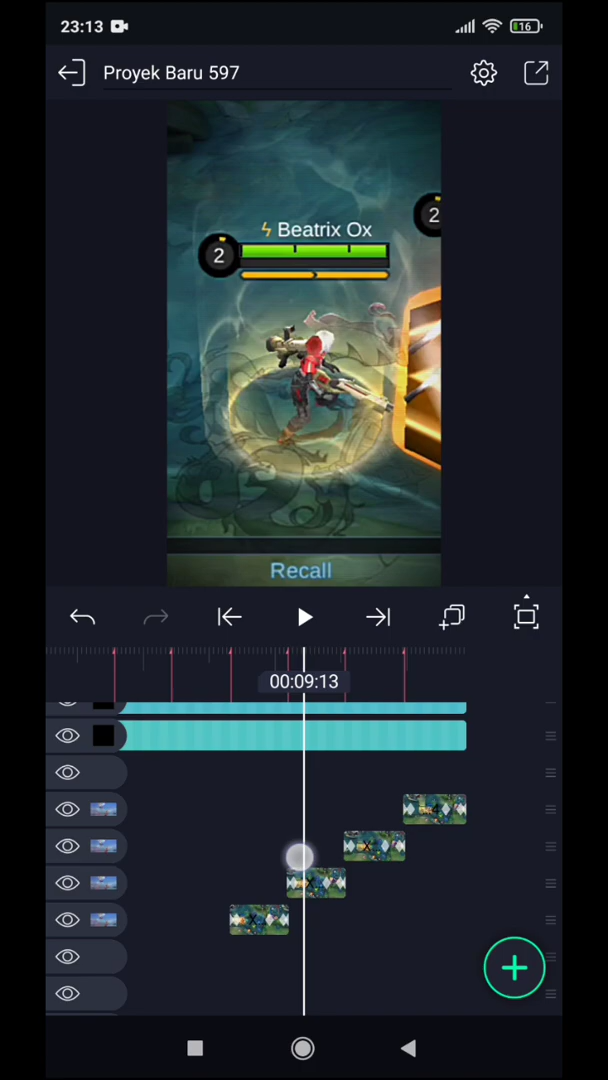 23:13
16
Proyek Baru 597
2
Beatrix Ox
2
Recall
00:09:13